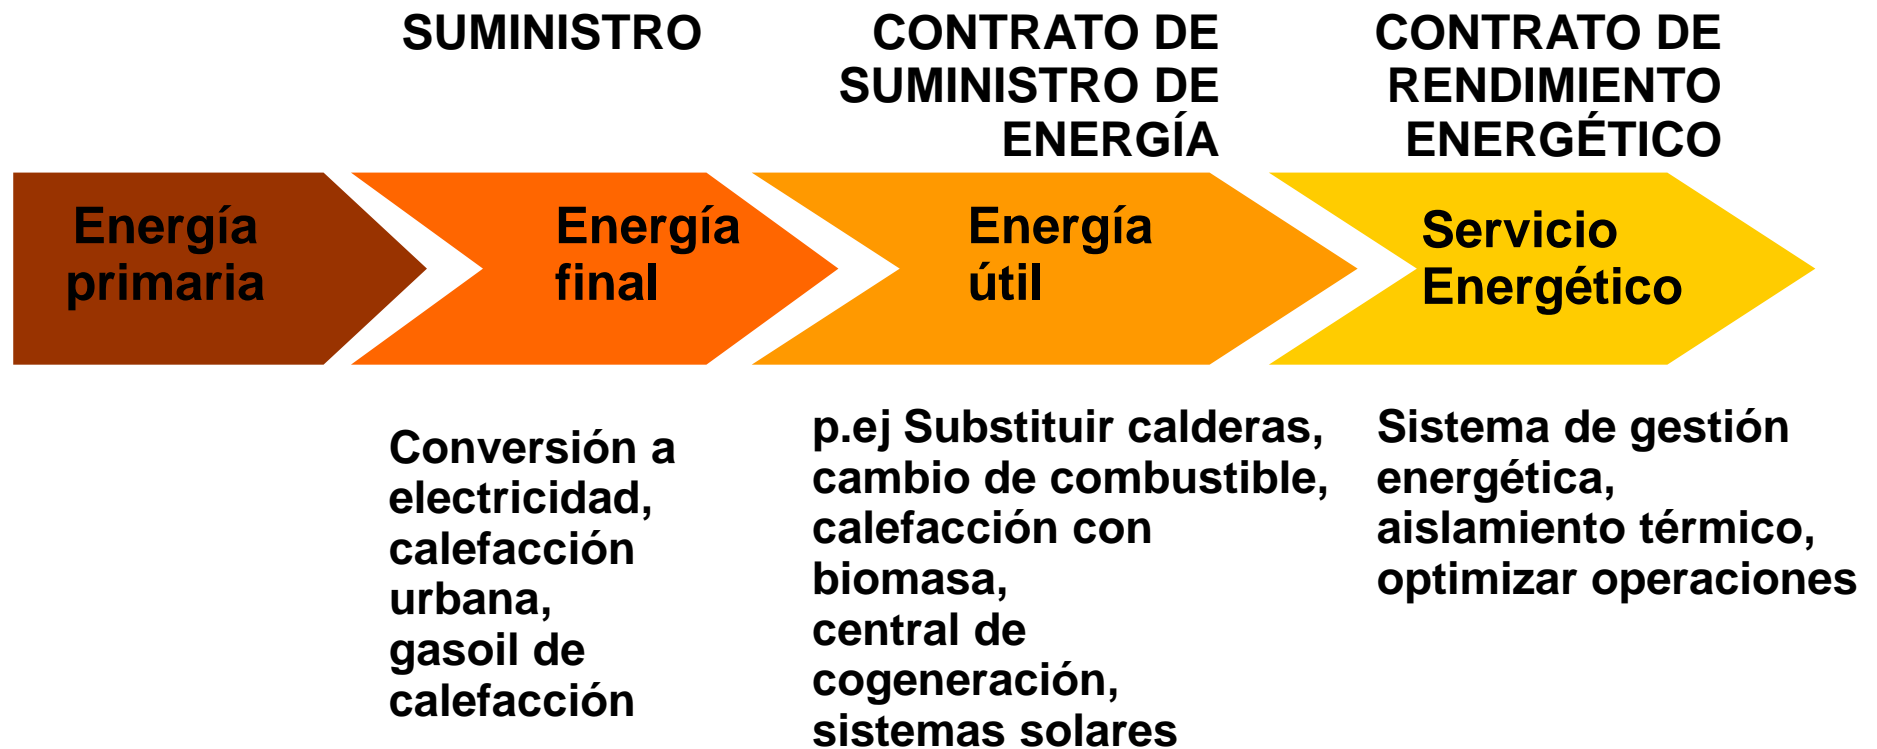 SUMINISTRO
CONTRATO DE
SUMINISTRO DE
ENERGÍA
CONTRATO DE
RENDIMIENTO
ENERGÉTICO
Energía
primaria
Energía
final
Energía
útil
Servicio
Energético
Conversión a
electricidad,
calefacción
urbana,
gasoil de
calefacción
p.ej Substituir calderas,
cambio de combustible,
calefacción con
biomasa,
central de
cogeneración,
sistemas solares
Sistema de gestión
energética,
aislamiento térmico,
optimizar operaciones